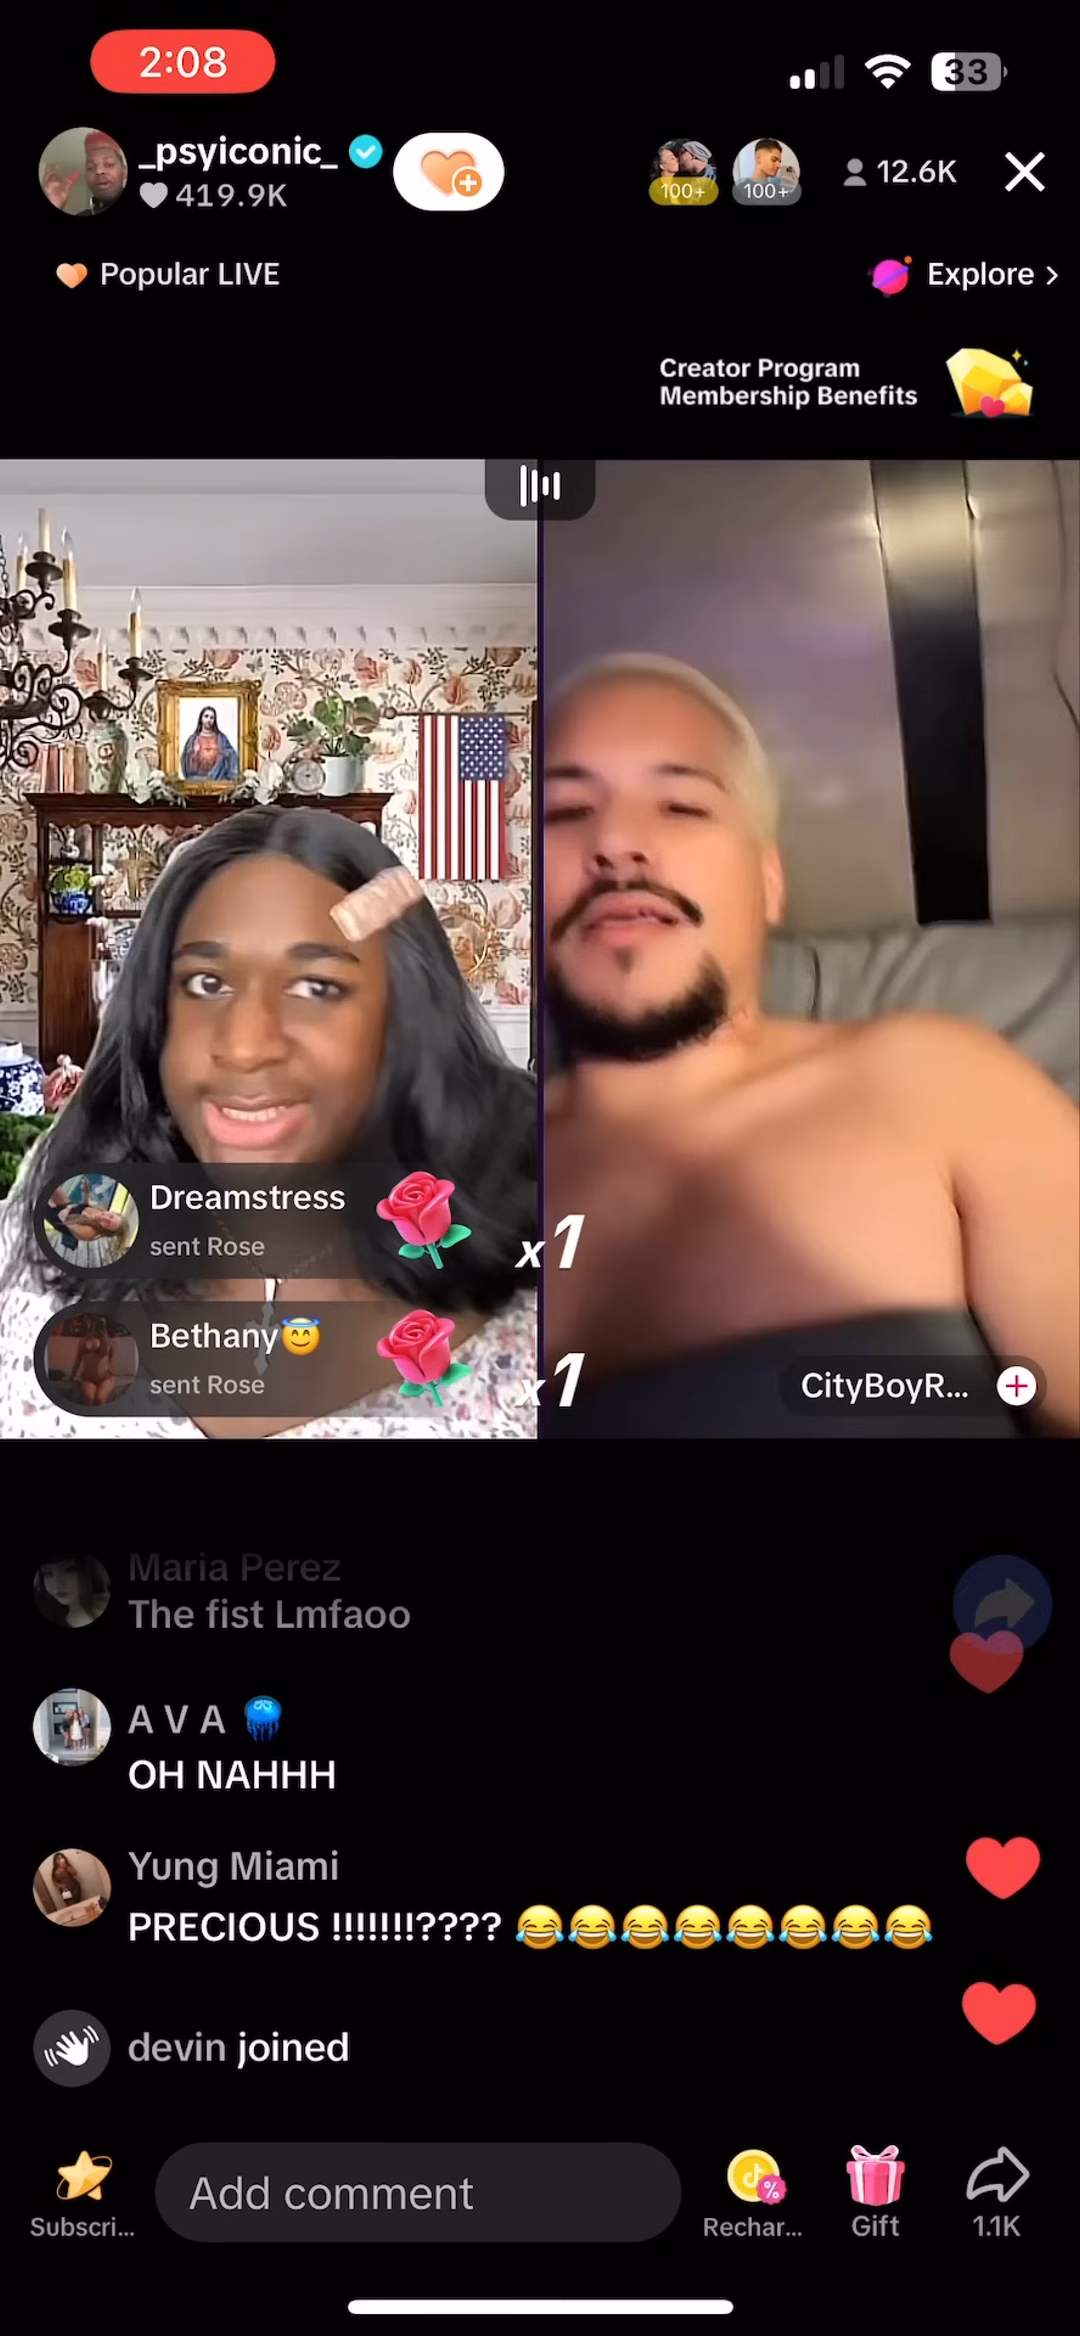 2:08
33
_psyiconic_
419.9K
100+
100+
12.6K
Popular LIVE
Explore >
Creator Program
Membership Benefits
Dreamstress
sent Rose
x1
Bethany😇
sent Rose
x1
CityBoyR...
Maria Perez
The fist Lmfaoo
A V A 🪼
OH NAHHH
Yung Miami
PRECIOUS !!!!!!!???? 😂😂😂😂😂😂😂😂
devin joined
Subscri...
Add comment
Rechar...
Gift
1.1K